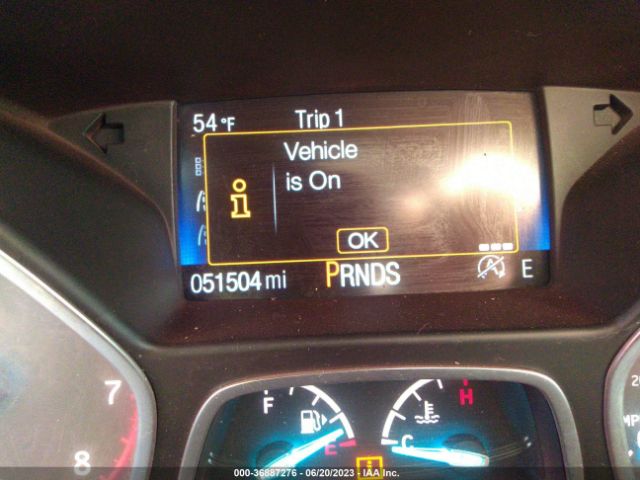 54 °F Trip 1
Vehicle
is On
i
OK
051504 mi PRNDS A E
F H
E C
7
8
000-36887276 - 06/20/2023 - IAA Inc.